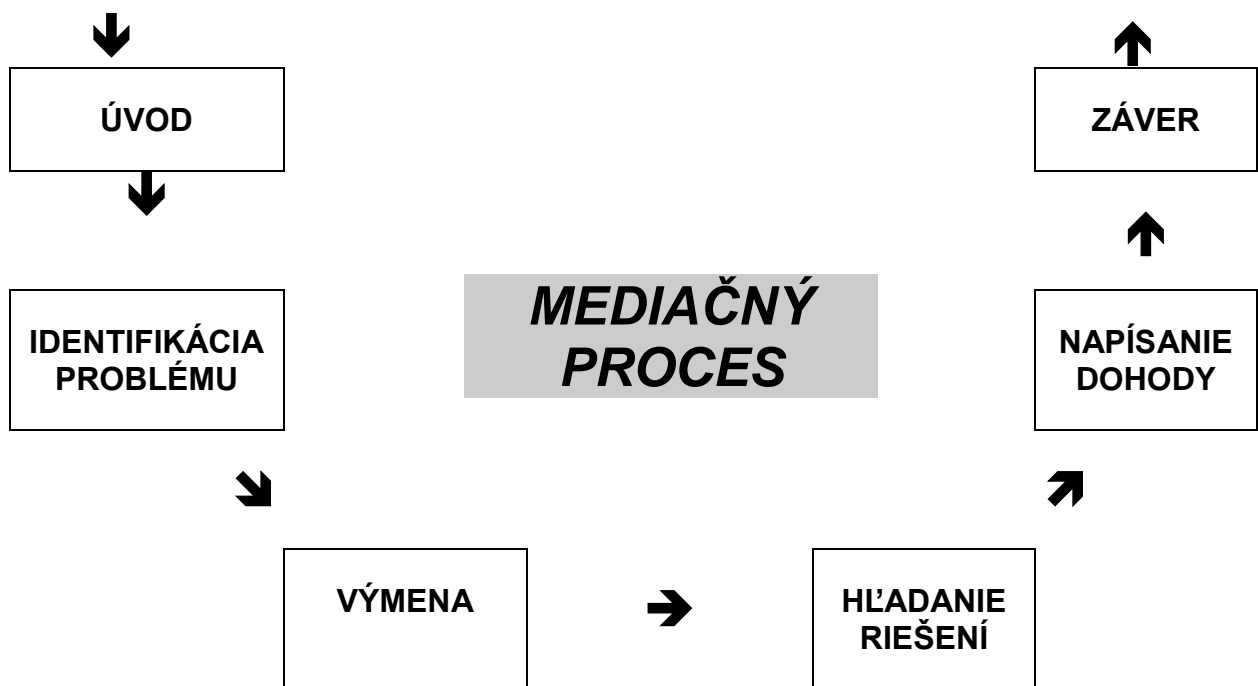 ÚVOD
ZÁVER
IDENTIFIKÁCIA
PROBLÉMU
MEDIAČNÝ
PROCES
NAPÍSANIE
DOHODY
VÝMENA
HĽADANIE
RIEŠENÍ